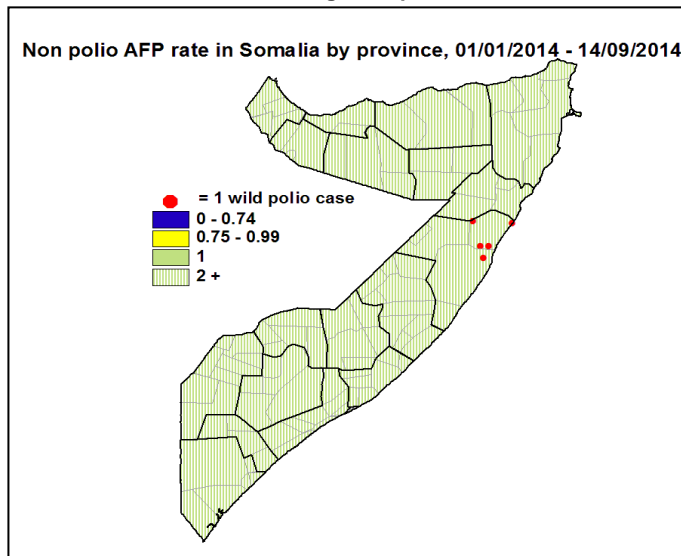 Non polio AFP rate in Somalia by province, 01/01/2014 - 14/09/2014
= 1 wild polio case
0 - 0.74
0.75 - 0.99
1
2 +